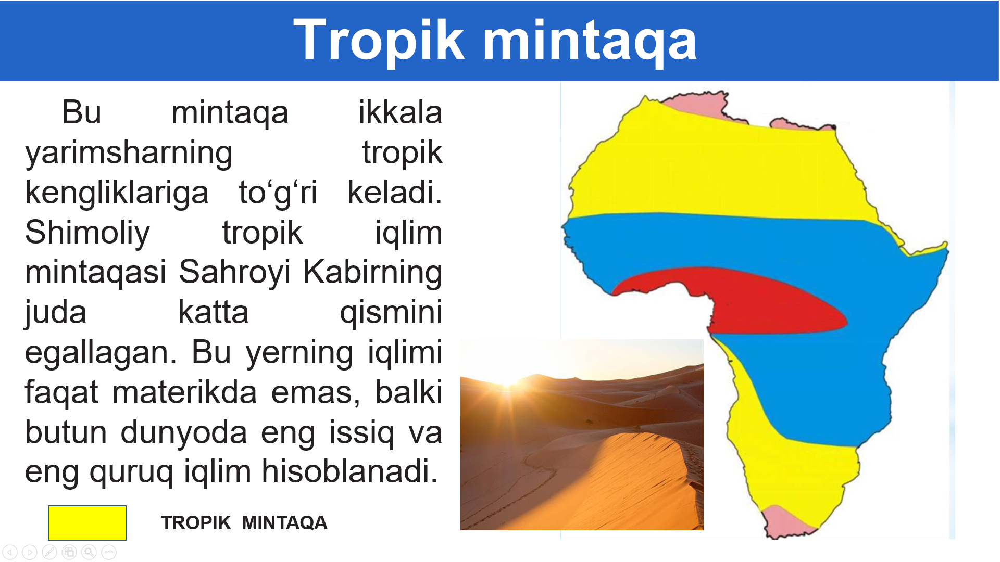 Tropik mintaqa
Bu mintaqa ikkala
yarimsharning tropik
kengliklariga to‘g‘ri keladi.
Shimoliy tropik iqlim
mintaqasi Sahroyi Kabirning
juda katta qismini
egallagan. Bu yerning iqlimi
faqat materikda emas, balki
butun dunyoda eng issiq va
eng quruq iqlim hisoblanadi.
TROPIK MINTAQA